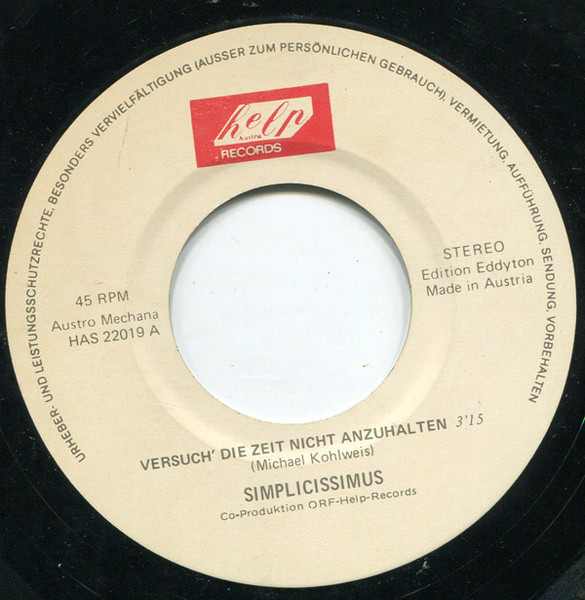 URHEBER- UND LEISTUNGSSCHUTZRECHTE, BESONDERS VERVIELFÄLTIGUNG (AUSSER ZUM PERSÖNLICHEN GEBRAUCH), VERMIETUNG, AUFFÜHRUNG, SENDUNG, VORBEHALTEN
help
Austria
RECORDS
45 RPM
Austro Mechana
HAS 22019 A
STEREO
Edition Eddyton
Made in Austria
VERSUCH' DIE ZEIT NICHT ANZUHALTEN 3'15
(Michael Kohlweis)
SIMPLICISSIMUS
Co-Produktion ORF-Help-Records